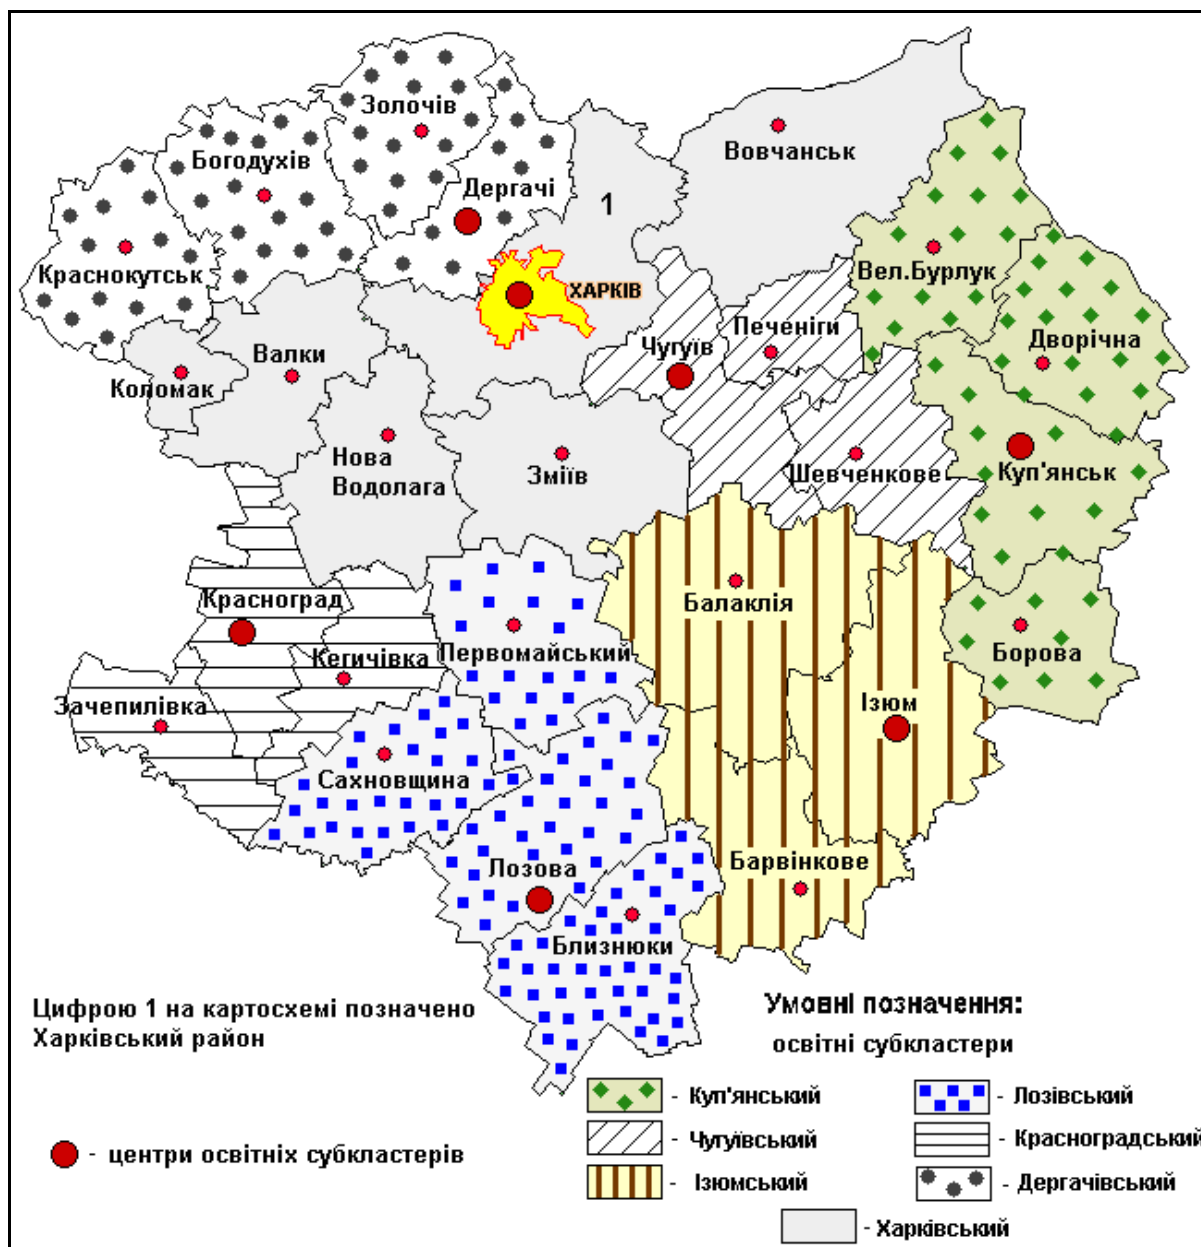 Золочів
Богодухів
Вовчанськ
Дергачі
1
Краснокутськ
Вел.Бурлук
ХАРКІВ
Печеніги
Дворічна
Чугуїв
Валки
Коломак
Нова
Водолага
Зміїв
Шевченкове
Куп'янськ
Балаклія
Красноград
Первомайський
Борова
Кегичівка
Зачепилівка
Ізюм
Сахновщина
Барвінкове
Лозова
Близнюки
Цифрою 1 на картосхемі позначено
Харківський район
Умовні позначення:
освітні субкластери
- Куп'янський
- Лозівський
- Чугуївський
- Красноградський
- центри освітніх субкластерів
- Ізюмський
- Дергачівський
- Харківський